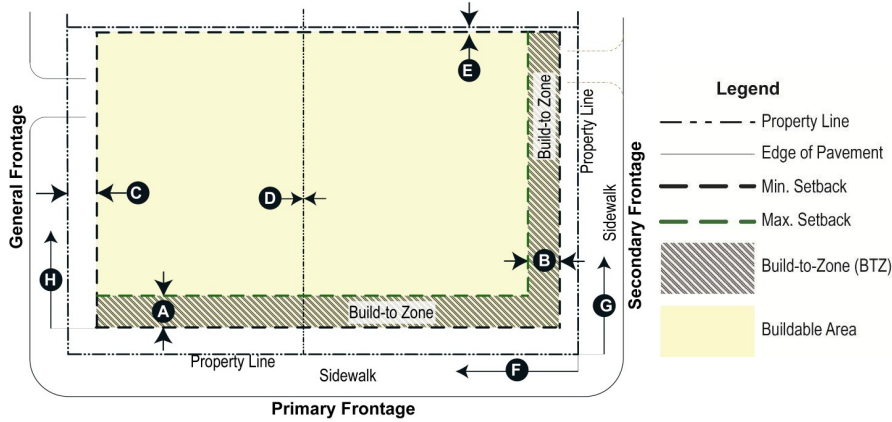 E
Build-to Zone
Property Line
General Frontage
C
D
Sidewalk
Secondary Frontage
H
B
G
A
Build-to Zone
Property Line
F
Sidewalk
Primary Frontage
Legend
Property Line
Edge of Pavement
Min. Setback
Max. Setback
Build-to-Zone (BTZ)
Buildable Area